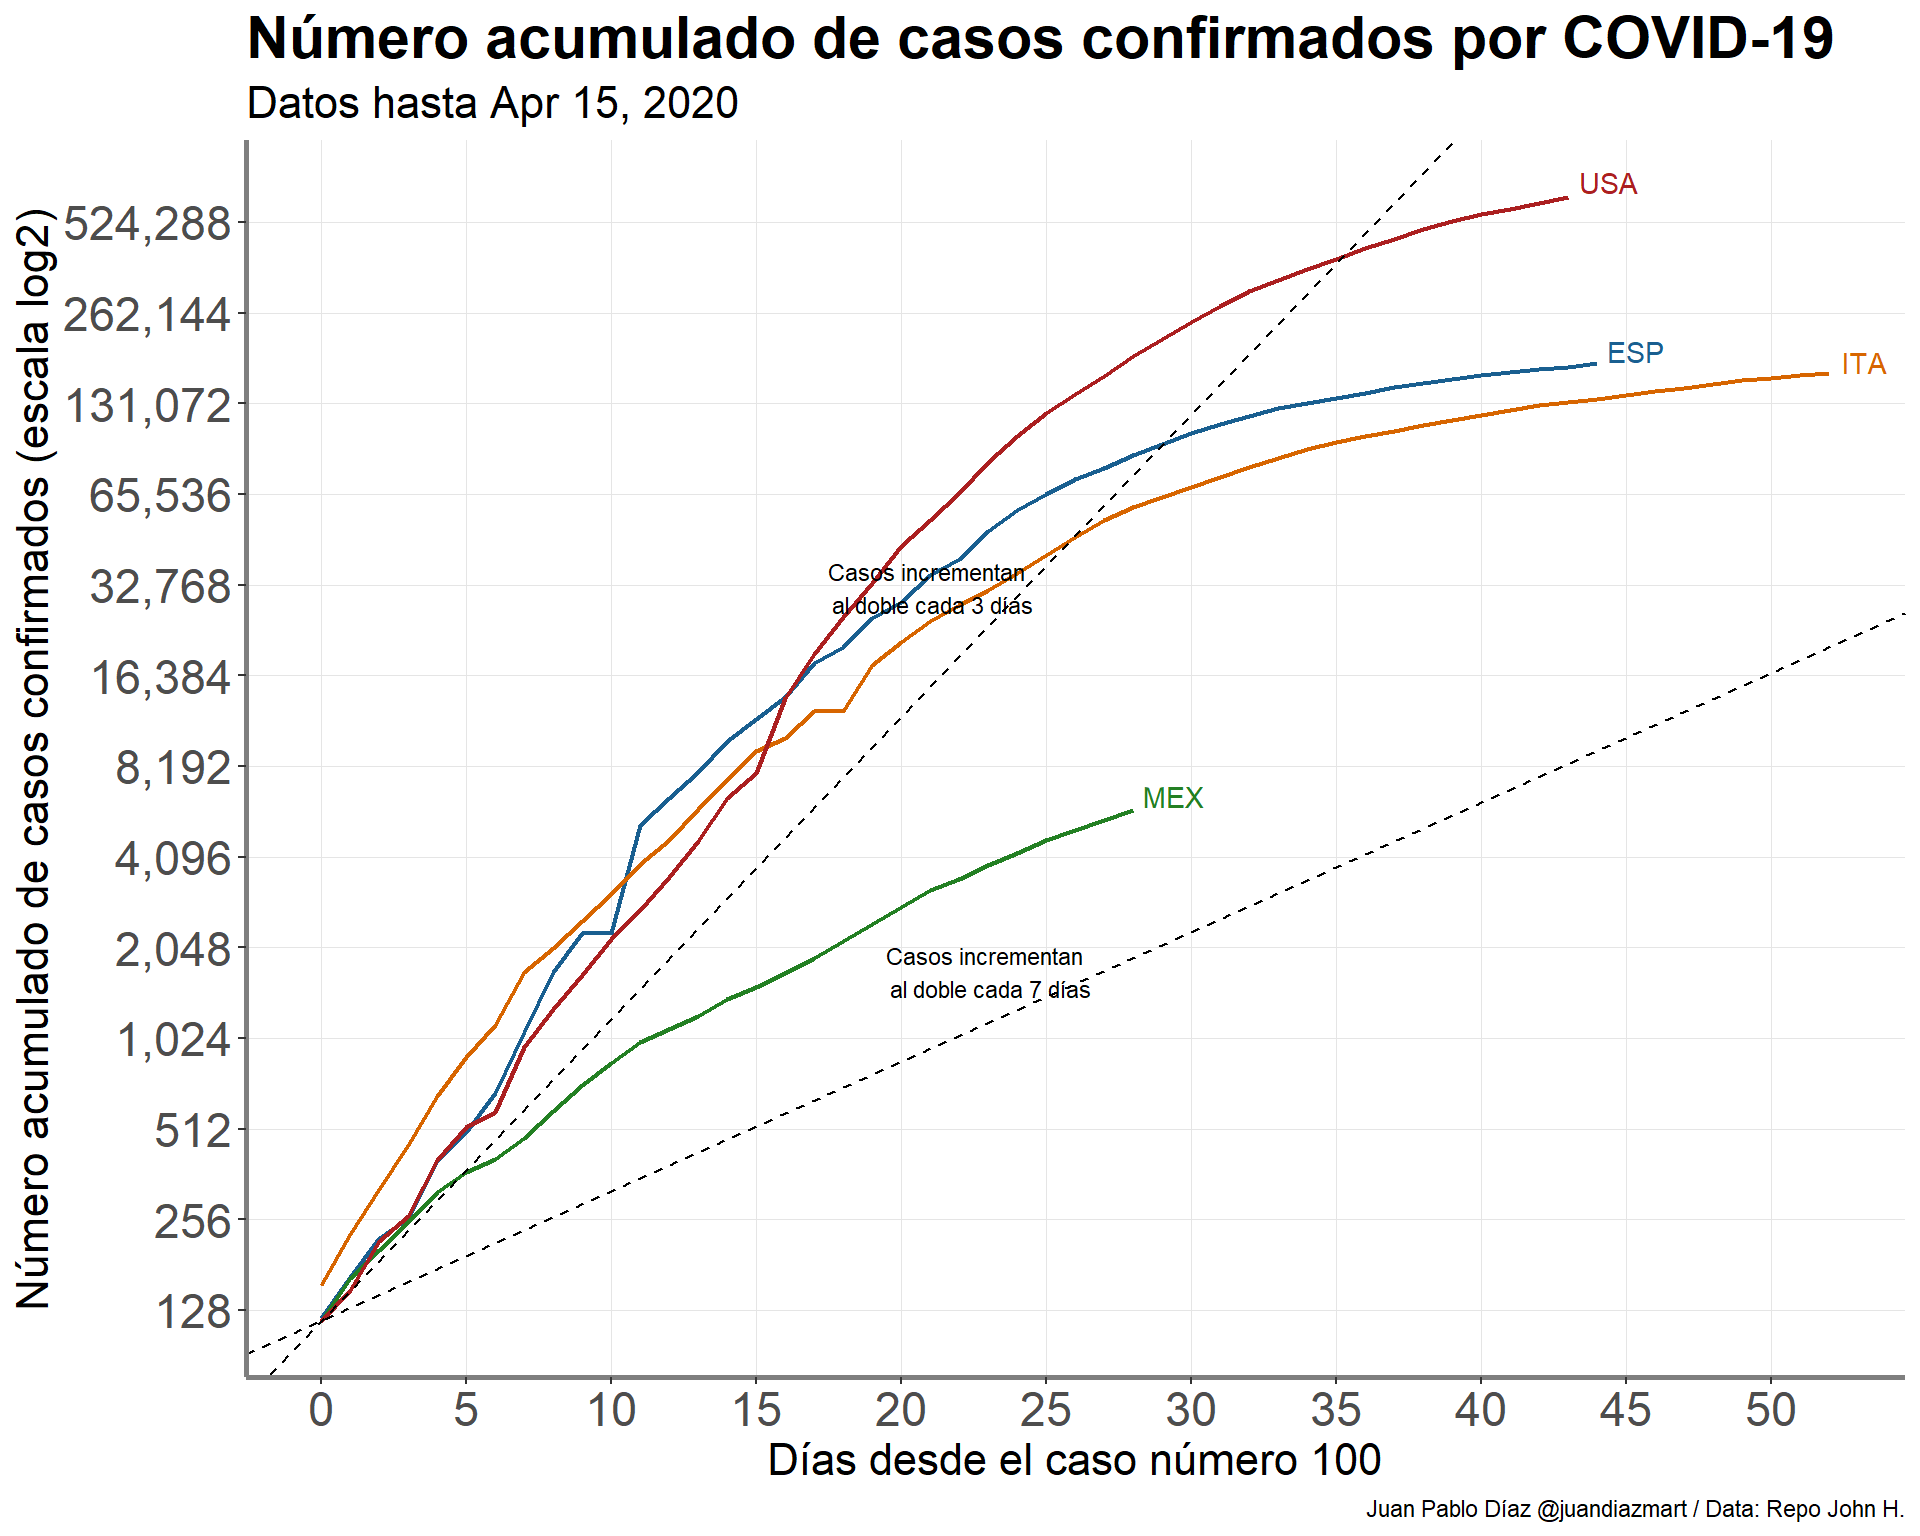 Número acumulado de casos confirmados por COVID-19
Datos hasta Apr 15, 2020
Número acumulado de casos confirmados (escala log2)
524,288
262,144
131,072
65,536
32,768
16,384
8,192
4,096
2,048
1,024
512
256
128
USA
ESP
ITA
Casos incrementan
al doble cada 3 días
MEX
Casos incrementan
al doble cada 7 días
0 5 10 15 20 25 30 35 40 45 50
Días desde el caso número 100
Juan Pablo Díaz @juandiazmart / Data: Repo John H.